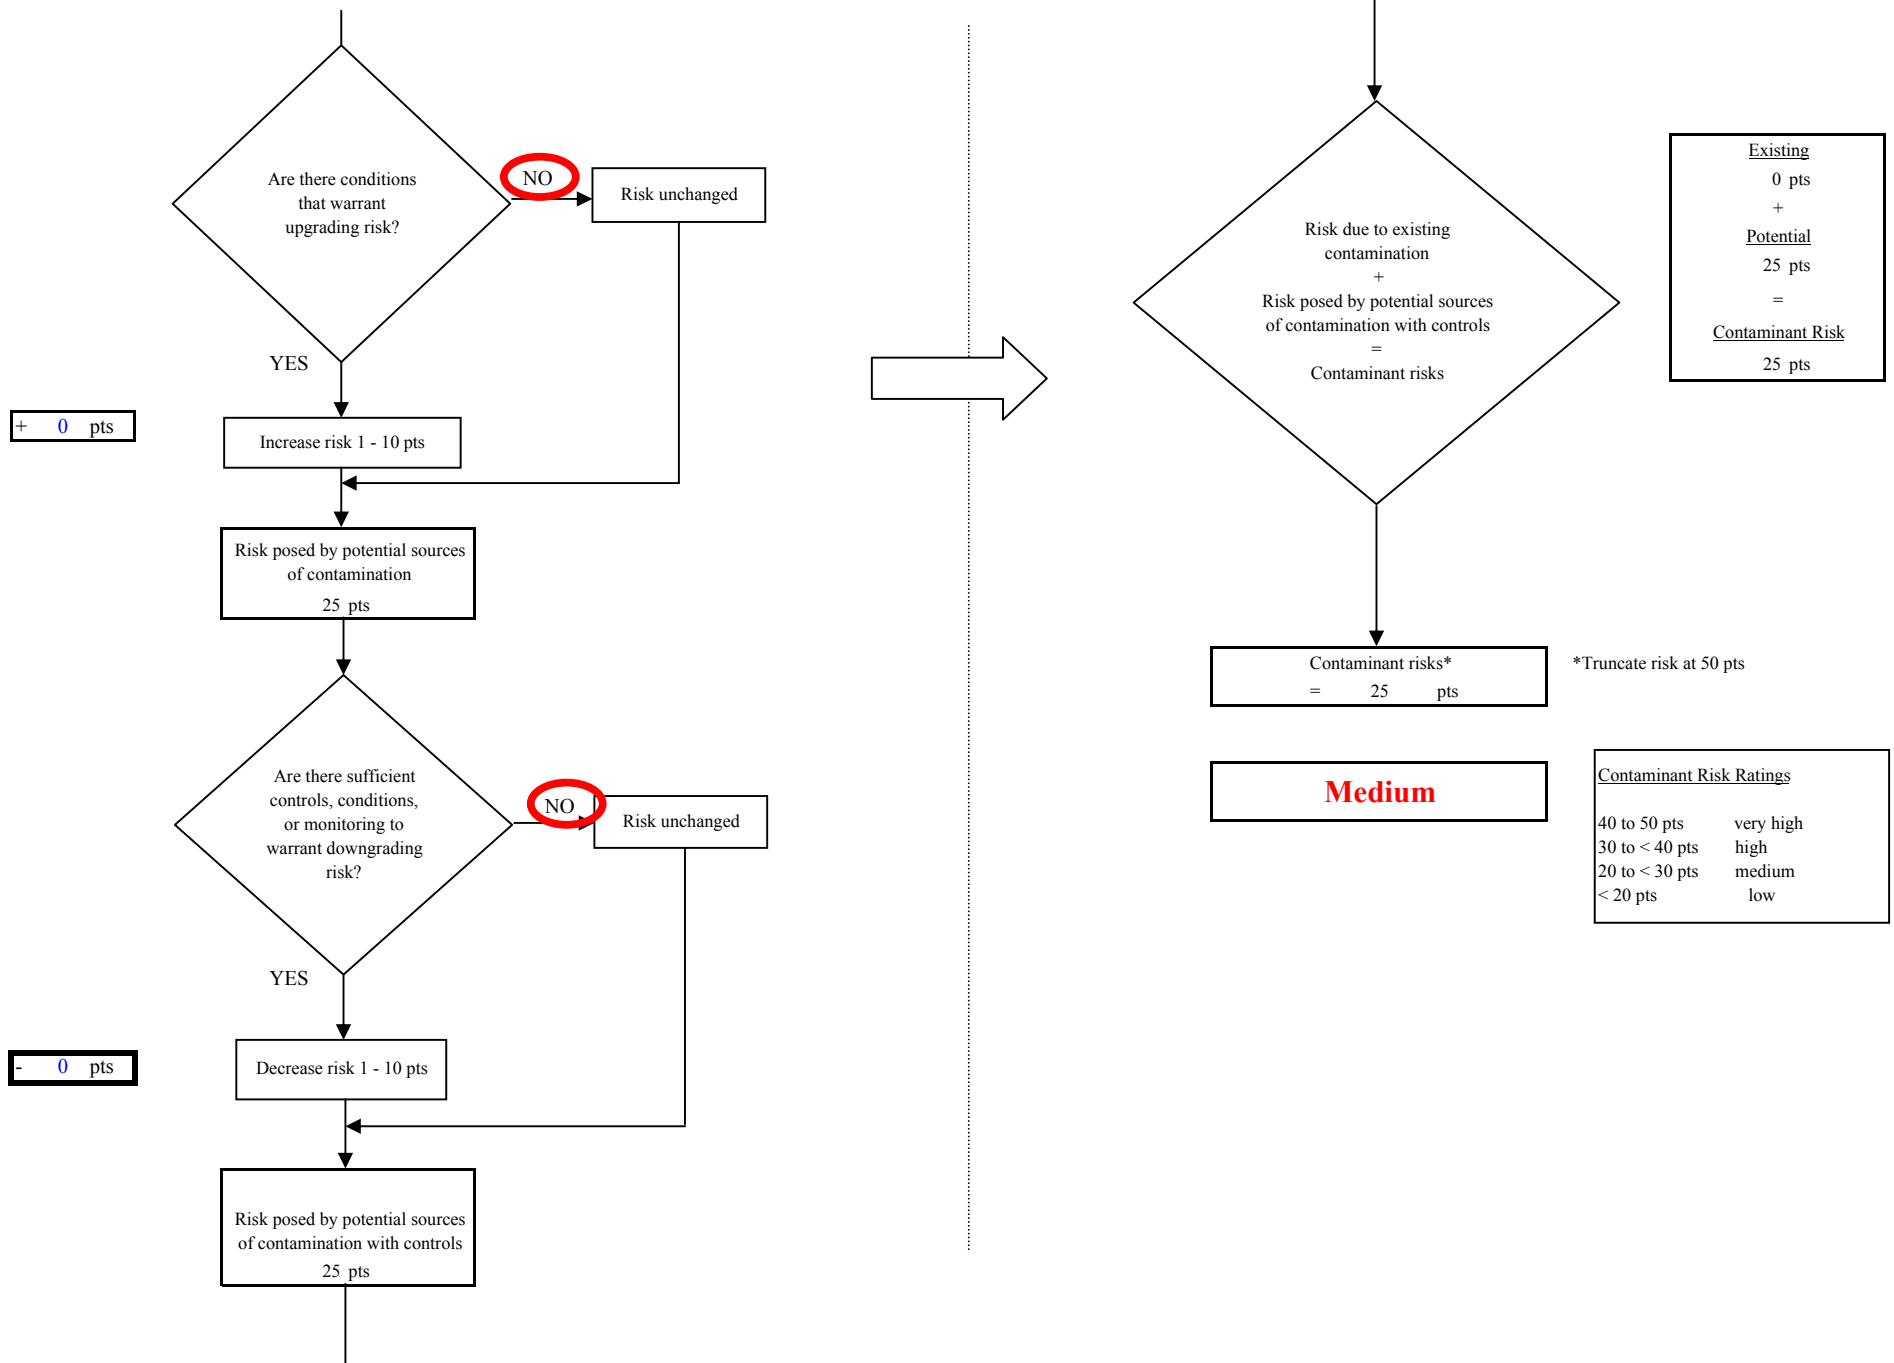 Are there conditions
that warrant
upgrading risk?
NO
Risk unchanged
YES
+ 0 pts
Increase risk 1 - 10 pts
Risk posed by potential sources
of contamination
25 pts
Are there sufficient
controls, conditions,
or monitoring to
warrant downgrading
risk?
NO
Risk unchanged
YES
- 0 pts
Decrease risk 1 - 10 pts
Risk posed by potential sources
of contamination with controls
25 pts
Risk due to existing
contamination
+
Risk posed by potential sources
of contamination with controls
=
Contaminant risks
Existing
0 pts
+
Potential
25 pts
=
Contaminant Risk
25 pts
Contaminant risks*
= 25 pts
*Truncate risk at 50 pts
Medium
Contaminant Risk Ratings
40 to 50 pts very high
30 to < 40 pts high
20 to < 30 pts medium
< 20 pts low